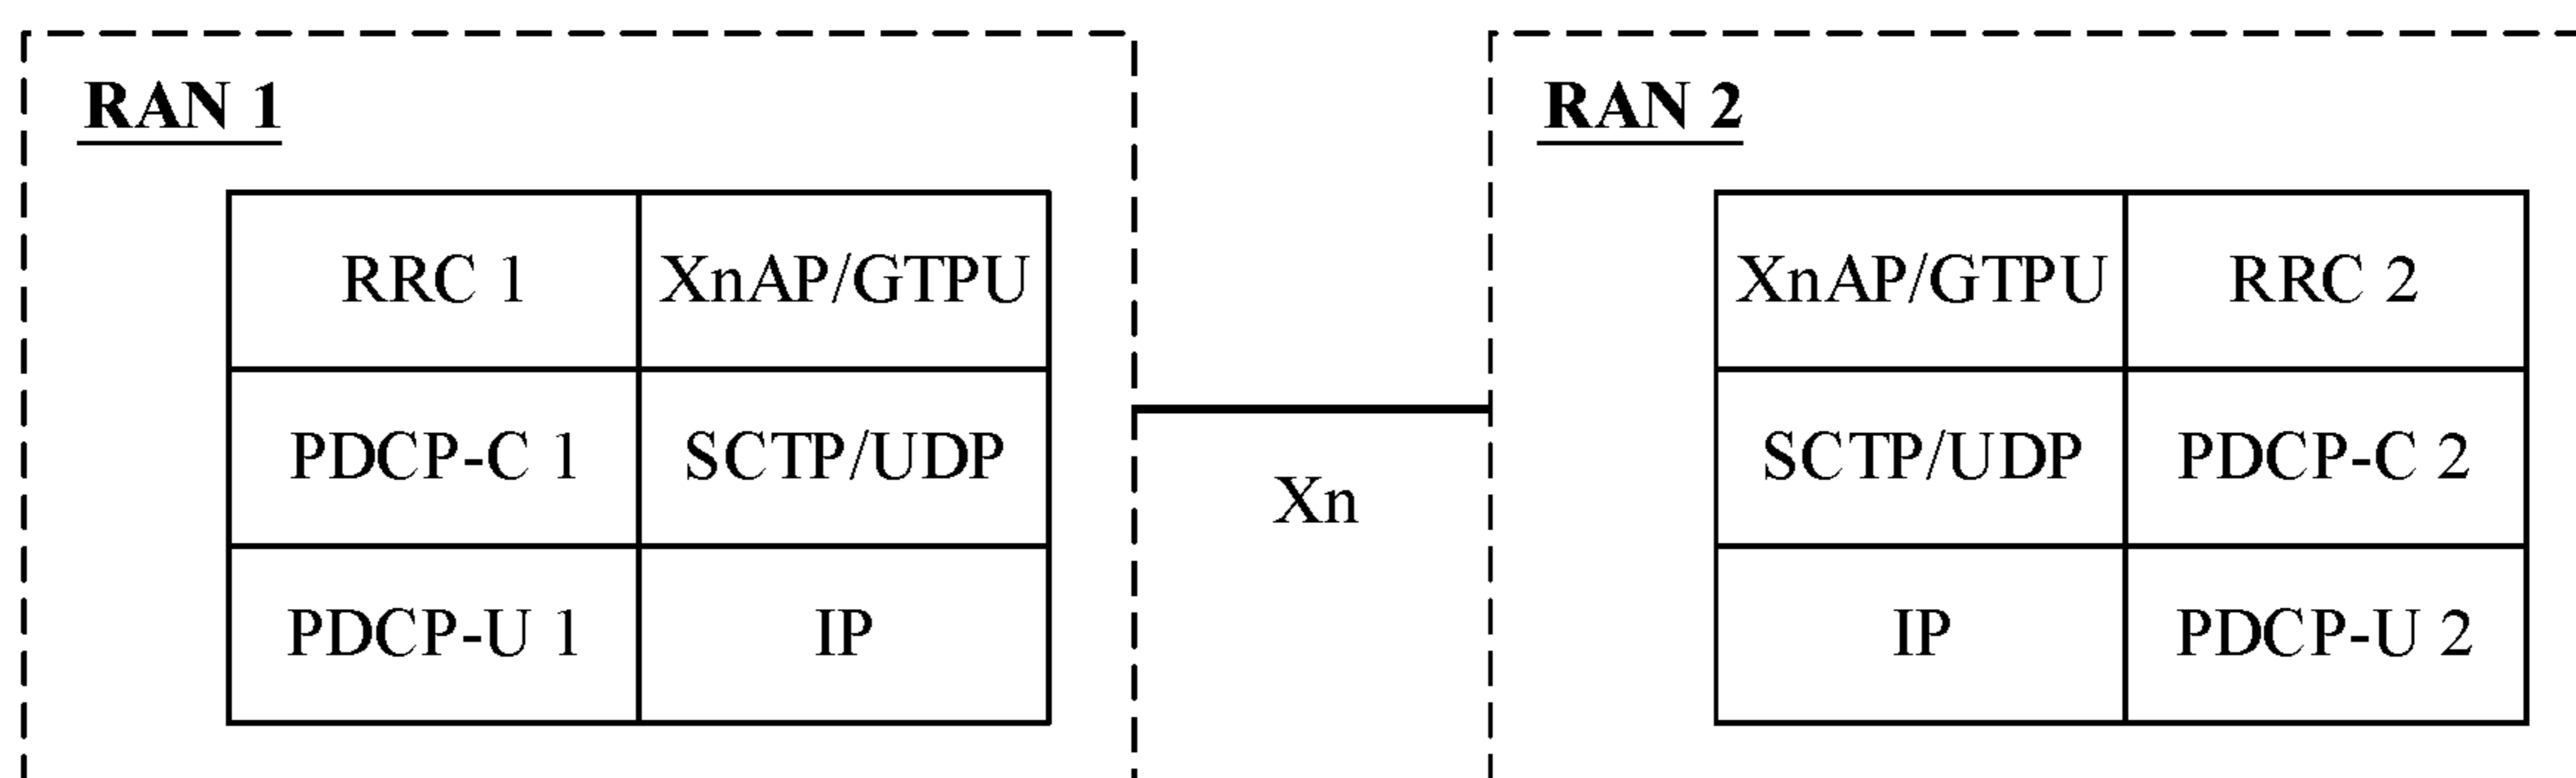 RAN 1
RRC 1
XnAP/GTPU
PDCP-C 1
SCTP/UDP
PDCP-U 1
IP
Xn
RAN 2
XnAP/GTPU
RRC 2
SCTP/UDP
PDCP-C 2
IP
PDCP-U 2